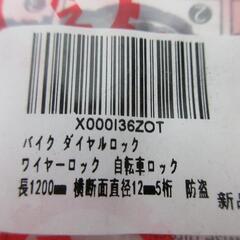 X000I36ZOT
バイク ダイヤルロック
ワイヤーロック 自転車ロック
長1200㎜ 横断面直径12㎜5桁 防盗
新品